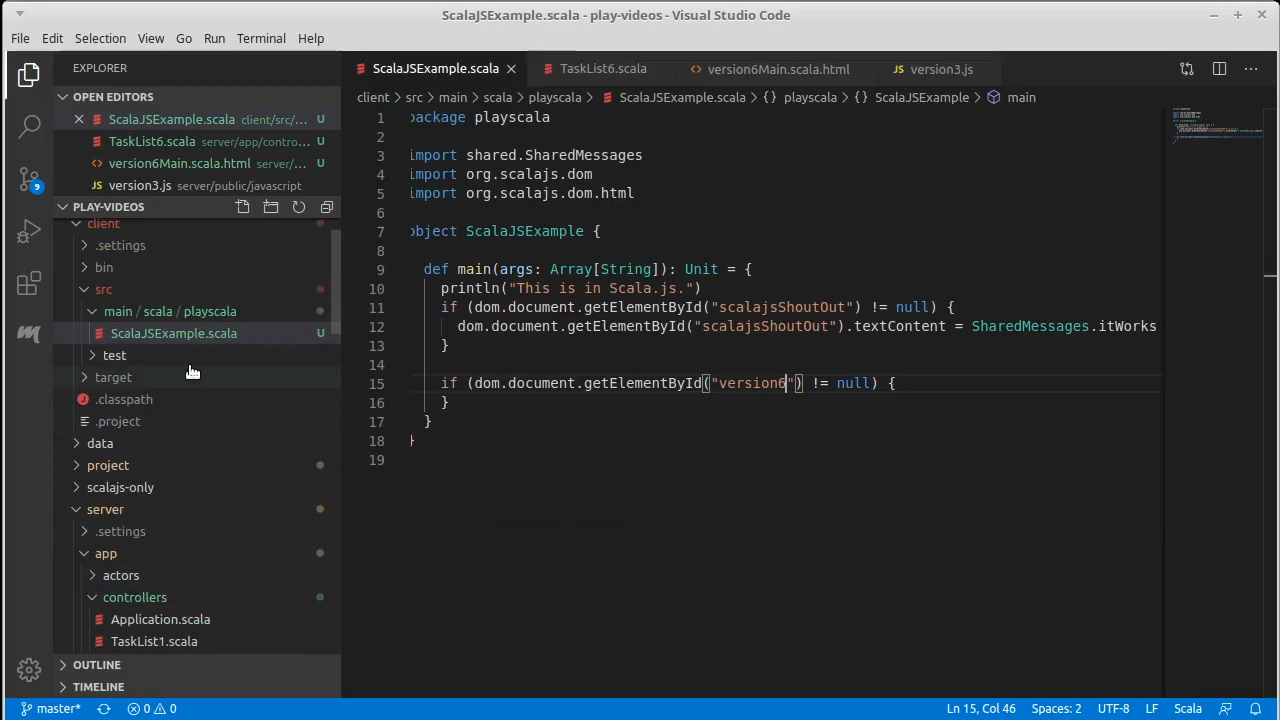 ScalaJSExample.scala - play-videos - Visual Studio Code
File Edit Selection View Go Run Terminal Help
EXPLORER
ScalaJSExample.scala
TaskList6.scala
version6Main.scala.html
JS version3.js
OPEN EDITORS
ScalaJSExample.scala client/src/... U
TaskList6.scala server/app/contro... U
version6Main.scala.html server/... U
JS version3.js server/public/javascript
PLAY-VIDEOS
client
.settings
bin
src
main / scala / playscala
ScalaJSExample.scala U
test
target
.classpath
.project
data
project
scalajs-only
server
.settings
app
actors
controllers
Application.scala
TaskList1.scala
OUTLINE
TIMELINE
client > src > main > scala > playscala > ScalaJSExample.scala > {} playscala > {} ScalaJSExample > main
1 package playscala
2
3 import shared.SharedMessages
4 import org.scalajs.dom
5 import org.scalajs.dom.html
6
7 object ScalaJSExample {
8
9 def main(args: Array[String]): Unit = {
10 println("This is in Scala.js.")
11 if (dom.document.getElementById("scalajsShoutOut") != null) {
12 dom.document.getElementById("scalajsShoutOut").textContent = SharedMessages.itWorks
13 }
14
15 if (dom.document.getElementById("version6") != null) {
16 }
17 }
18 }
19
9
master* 0 0 Ln 15, Col 46 Spaces: 2 UTF-8 LF Scala